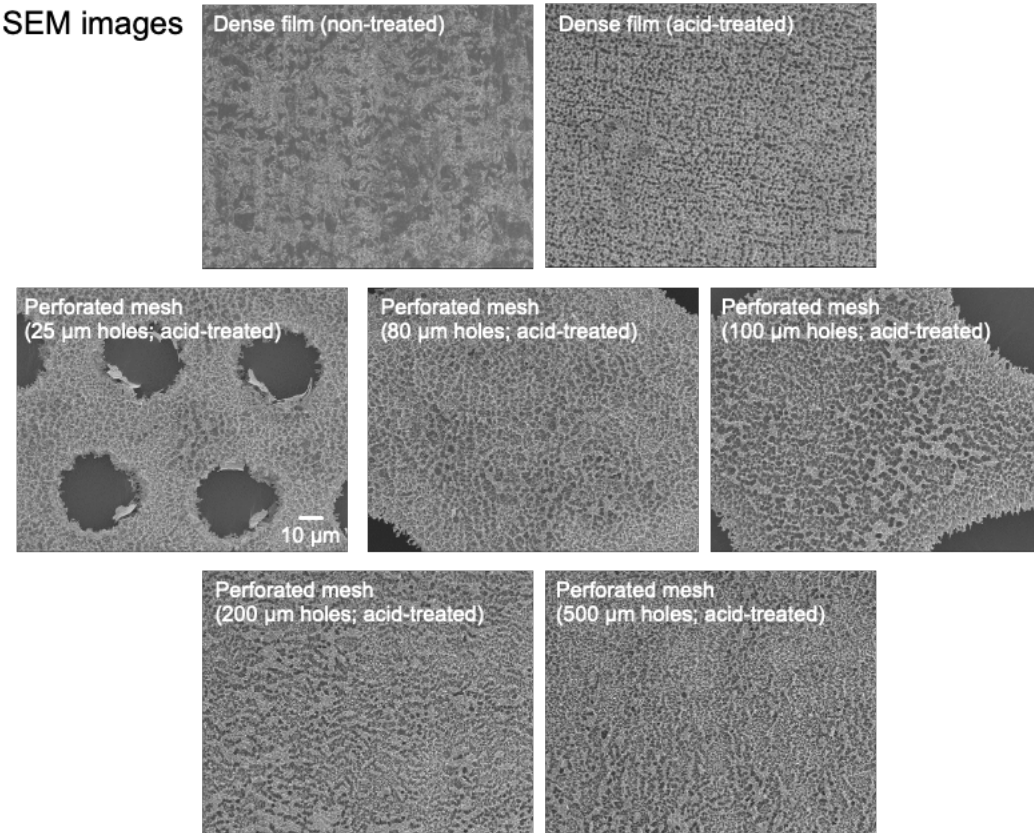 SEM images
Dense film (non-treated)
Dense film (acid-treated)
Perforated mesh
(25 µm holes; acid-treated)
10 µm
Perforated mesh
(80 µm holes; acid-treated)
Perforated mesh
(100 µm holes; acid-treated)
Perforated mesh
(200 µm holes; acid-treated)
Perforated mesh
(500 µm holes; acid-treated)